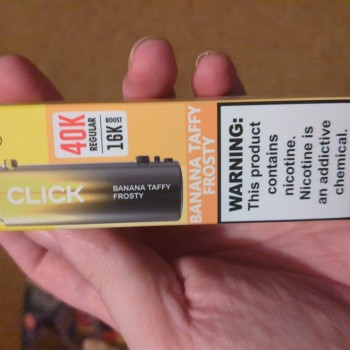 40K
REGULAR
16K
BOOST
CLICK
BANANA TAFFY
FROSTY
BANANA TAFFY
FROSTY
WARNING:
This product
contains
nicotine.
Nicotine is
an addictive
chemical.